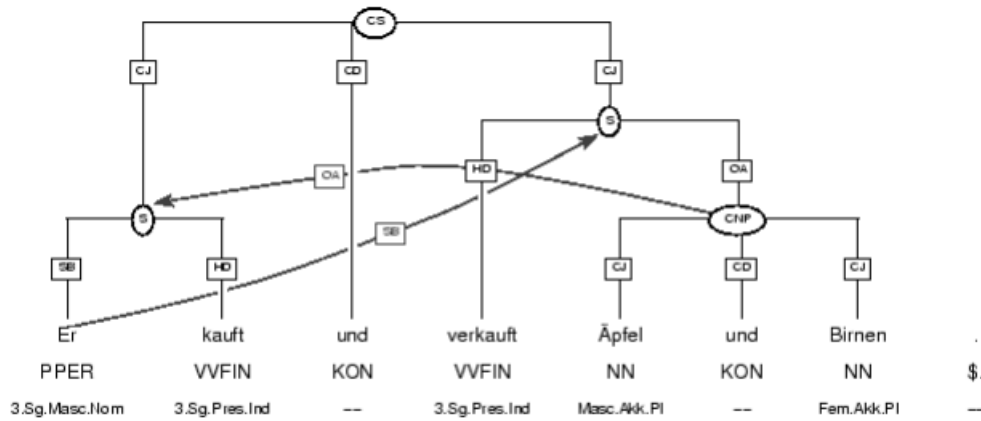 CS
CJ CD CJ
S
OA HD OA
S CNP
SB
SB HD CJ CD CJ
Er kauft und verkauft Äpfel und Birnen .
PPER VVFIN KON VVFIN NN KON NN $.
3.Sg.Masc.Nom 3.Sg.Pres.Ind -- 3.Sg.Pres.Ind Masc.Akk.Pl -- Fem.Akk.Pl --